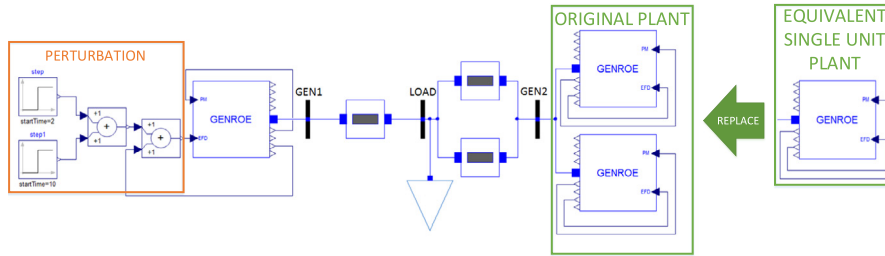 PERTURBATION
step
startTime=2
step1
startTime=10
+1
+
+1
+1
+
+1
PM
EFD
GENROE
GEN1
LOAD
GEN2
ORIGINAL PLANT
PM
GENROE
EFD
PM
GENROE
EFD
REPLACE
EQUIVALENT
SINGLE UNIT
PLANT
PM
GENROE
EFD